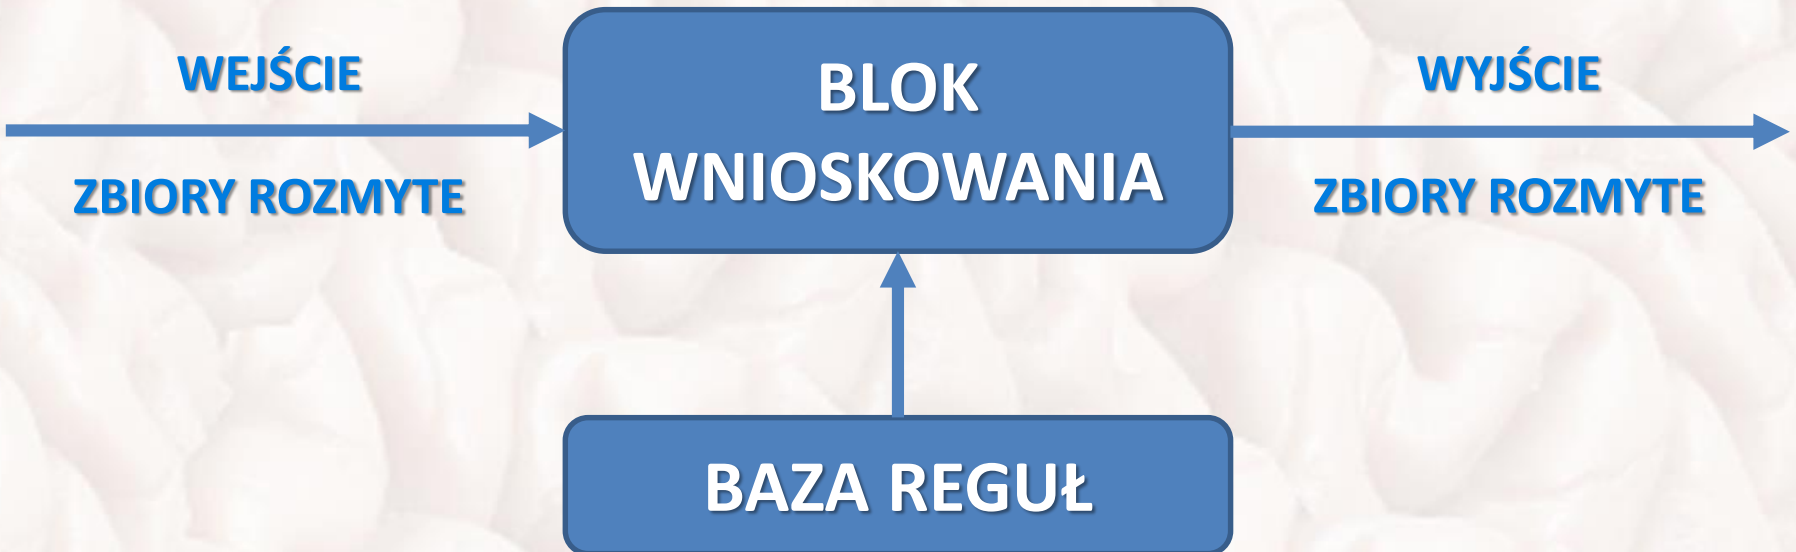 WEJŚCIE
ZBIORY ROZMYTE
BLOK
WNIOSKOWANIA
WYJŚCIE
ZBIORY ROZMYTE
BAZA REGUŁ